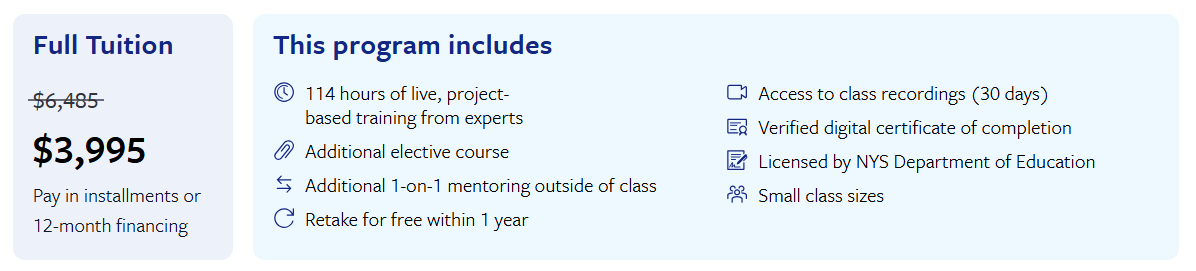 Full Tuition
$6,485
$3,995
Pay in installments or
12-month financing
This program includes
114 hours of live, project-
based training from experts
Additional elective course
Additional 1-on-1 mentoring outside of class
Retake for free within 1 year
Access to class recordings (30 days)
Verified digital certificate of completion
Licensed by NYS Department of Education
Small class sizes